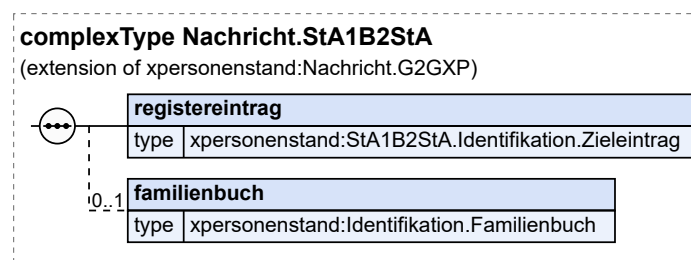 complexType Nachricht.StA1B2StA
(extension of xpersonenstand:Nachricht.G2GXP)
registereintrag
type xpersonenstand:StA1B2StA.Identifikation.Zieleintrag
0..1
familienbuch
type xpersonenstand:Identifikation.Familienbuch